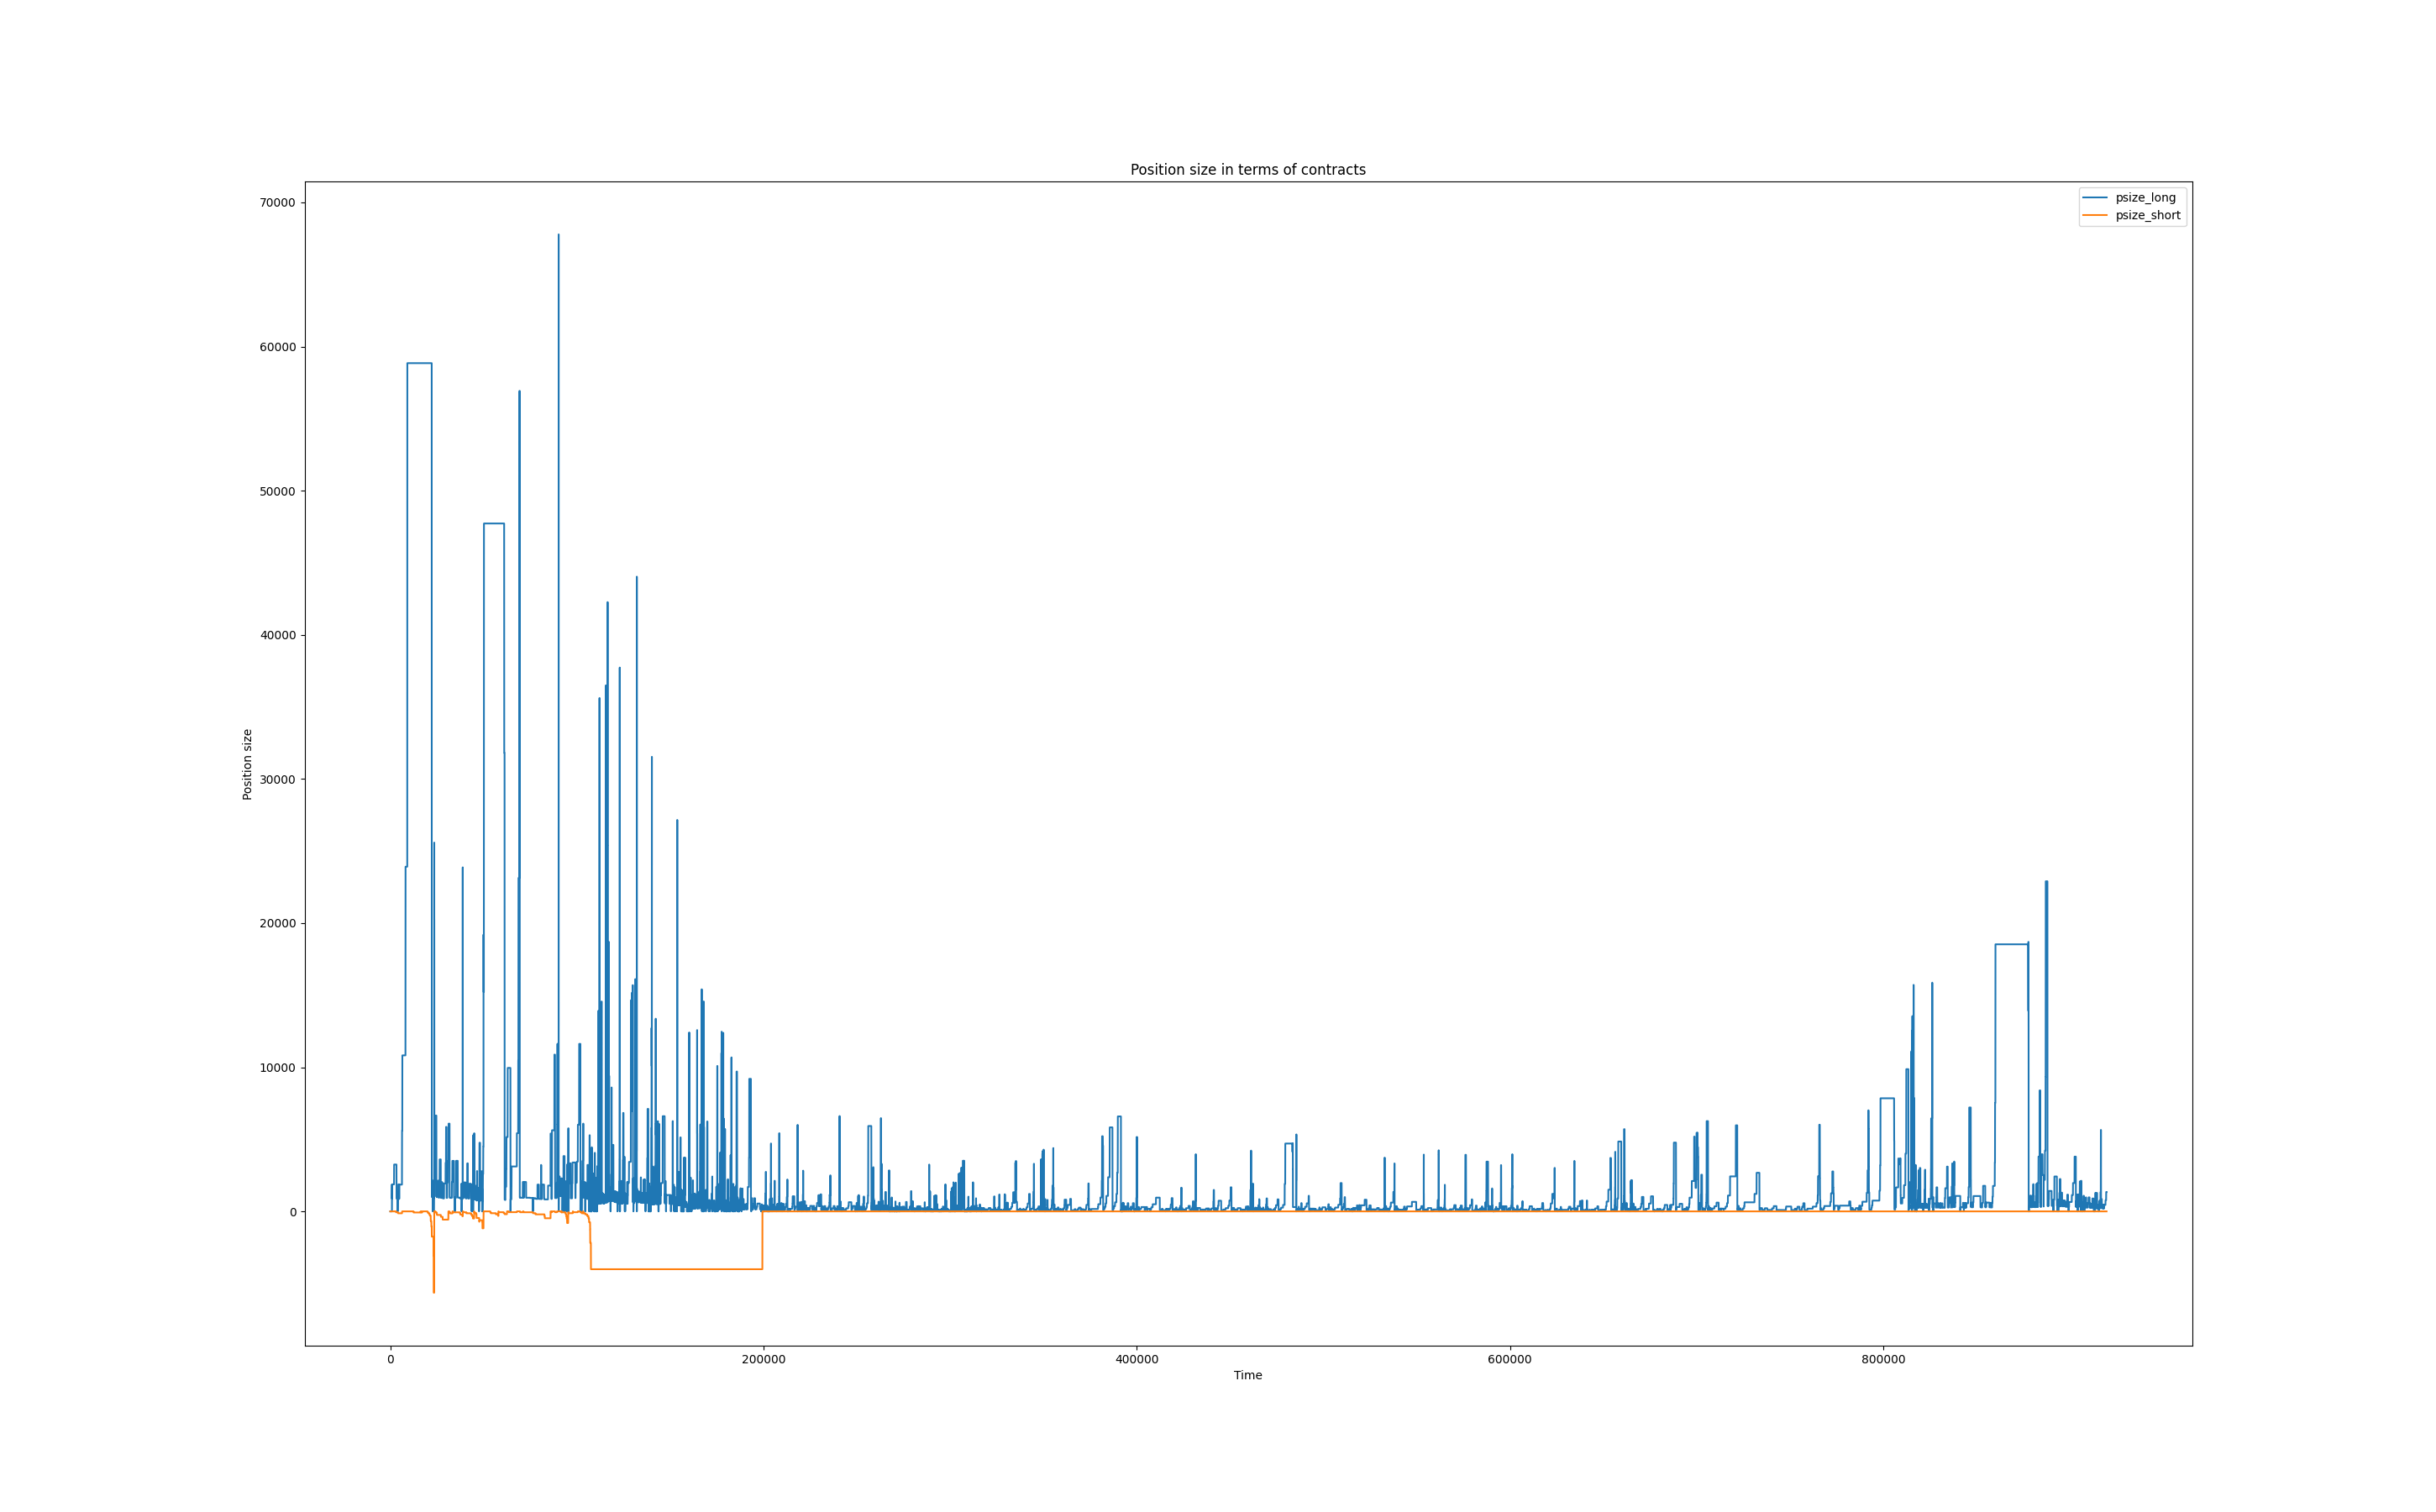 Position size in terms of contracts
psize_long
psize_short
70000
60000
50000
40000
30000
20000
10000
0
Position size
0
200000
400000
600000
800000
Time